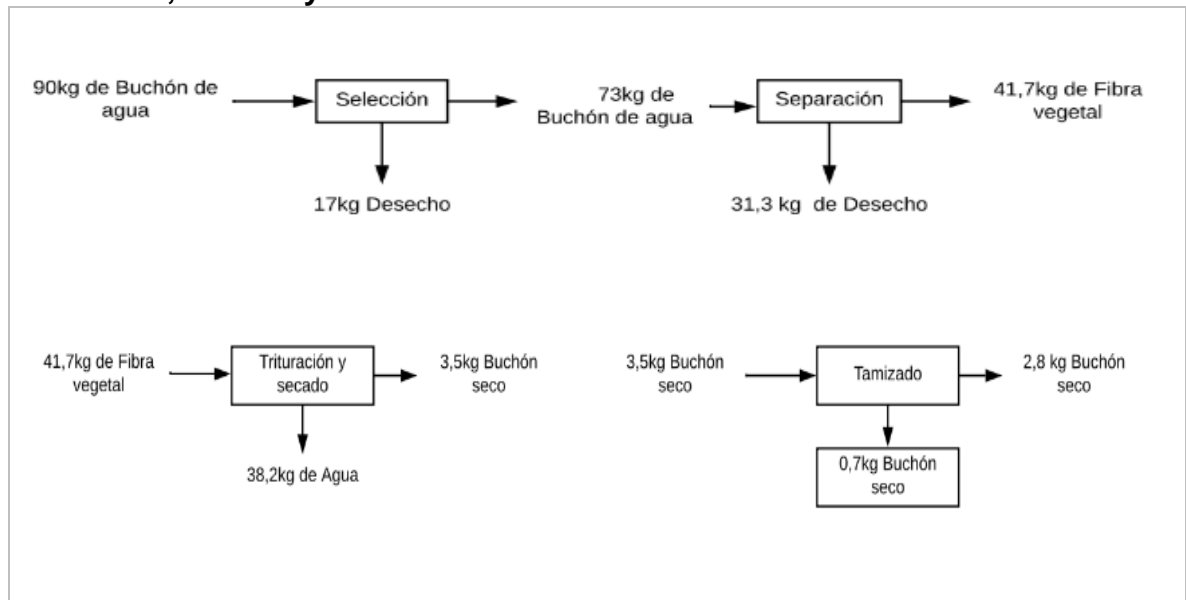 90kg de Buchón de
agua
Selección
73kg de
Buchón de agua
Separación
41,7kg de Fibra
vegetal
17kg Desecho
31,3 kg de Desecho
41,7kg de Fibra
vegetal
Trituración y
secado
3,5kg Buchón
seco
3,5kg Buchón
seco
Tamizado
2,8 kg Buchón
seco
38,2kg de Agua
0,7kg Buchón
seco